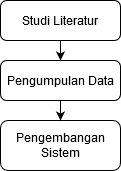 Studi Literatur
Pengumpulan Data
Pengembangan
Sistem